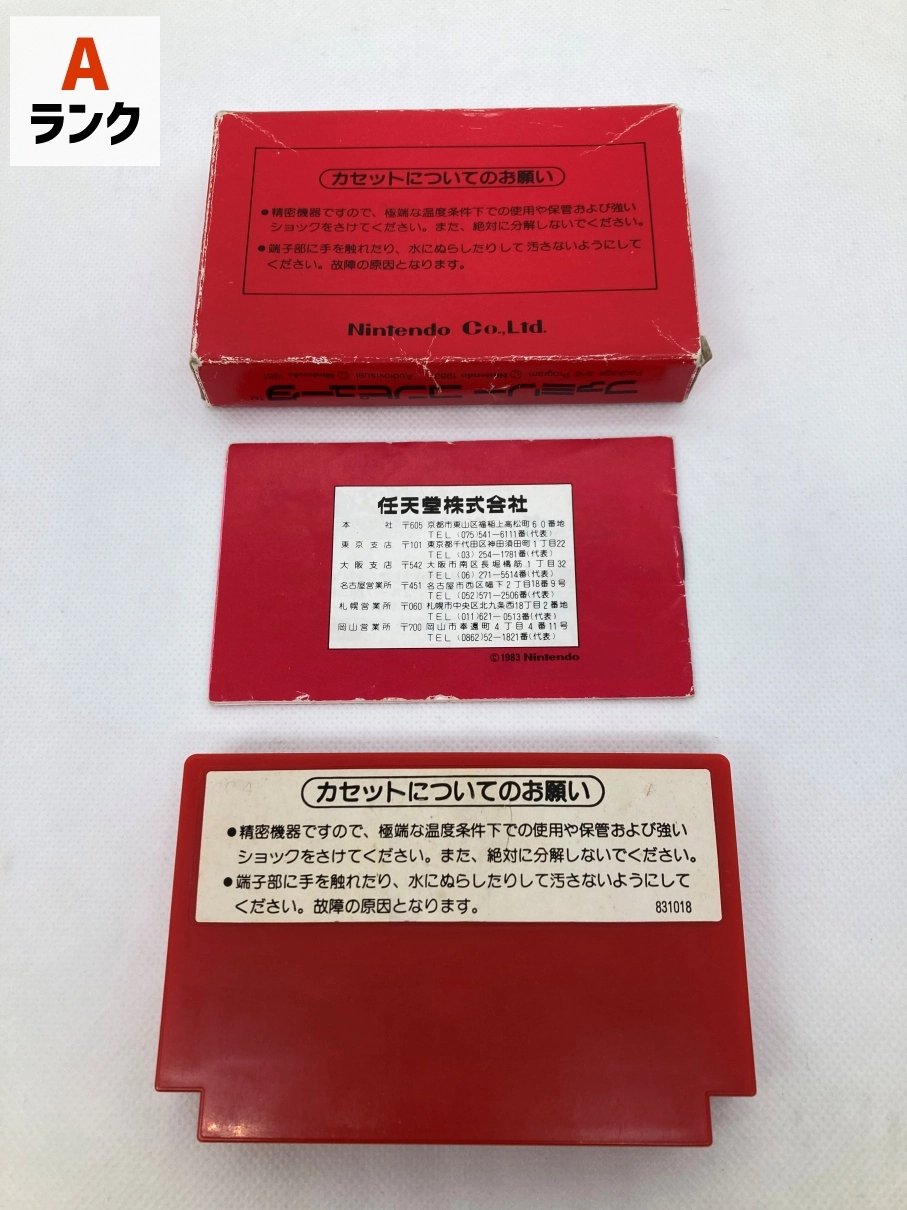 A
ランク
カセットについてのお願い
●精密機器ですので、極端な温度条件下での使用や保管および強い
ショックをさけてください。また、絶対に分解しないでください。
●端子部に手を触れたり、水にぬらしたりして汚さないようにして
ください。故障の原因となります。
Nintendo Co.,Ltd.
ファミリー コンピュータ
任天堂株式会社
本 社 〒605 京都市東山区福稲上高松町60番地
TEL (075)541-6111番(代表)
東京支店 〒101 東京都千代田区神田須田町1丁目22
TEL (03) 254-1781番(代表)
大阪支店 〒542 大阪市南区長堀橋筋1丁目32
TEL (06) 271-5514番(代表)
名古屋営業所 〒451 名古屋市西区幅下2丁目18番9号
TEL (052)571-2506番(代表)
札幌営業所 〒060 札幌市中央区北九条西18丁目2番地
TEL (011)621-0513番(代表)
岡山営業所 〒700 岡山市奉還町4丁目4番11号
TEL (0862)52-1821番(代表)
©1983 Nintendo
カセットについてのお願い
●精密機器ですので、極端な温度条件下での使用や保管および強い
ショックをさけてください。また、絶対に分解しないでください。
●端子部に手を触れたり、水にぬらしたりして汚さないようにして
ください。故障の原因となります。
831018